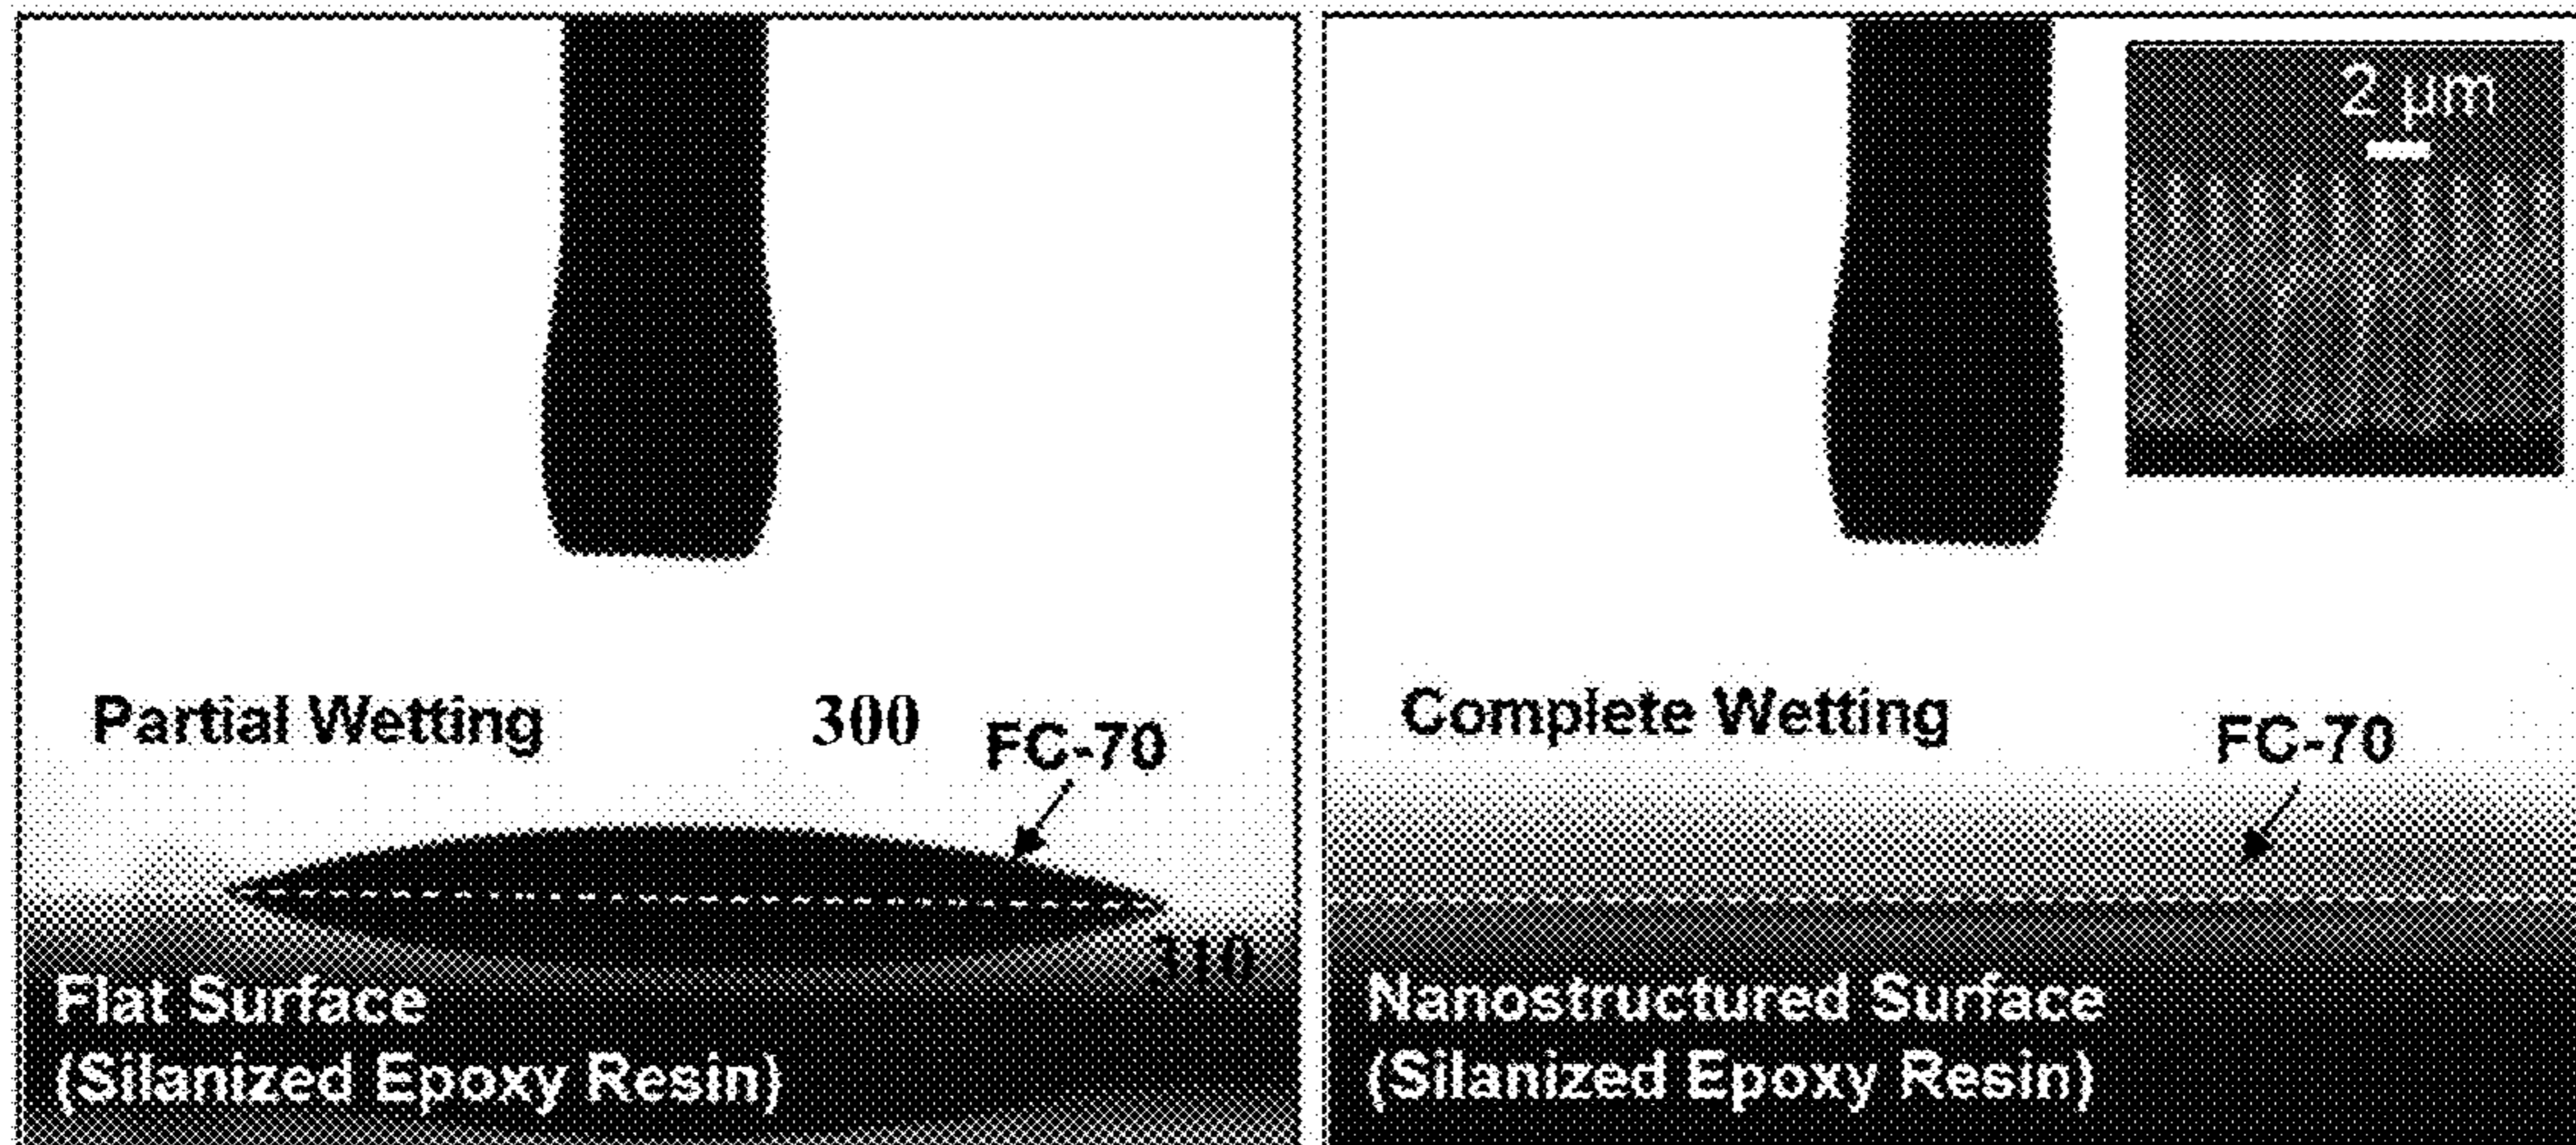 Partial Wetting
300
FC-70
310
Flat Surface
(Silanized Epoxy Resin)
2 µm
Complete Wetting
FC-70
Nanostructured Surface
(Silanized Epoxy Resin)